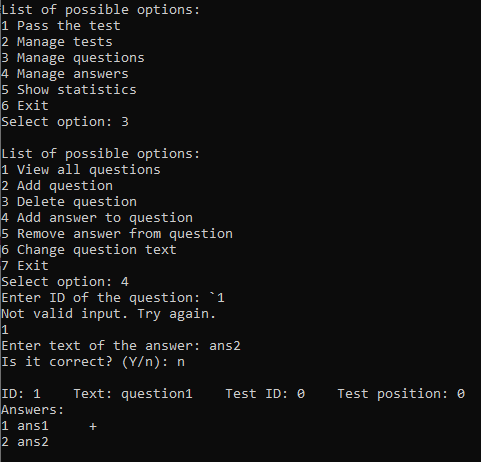 List of possible options:
1 Pass the test
2 Manage tests
3 Manage questions
4 Manage answers
5 Show statistics
6 Exit
Select option: 3

List of possible options:
1 View all questions
2 Add question
3 Delete question
4 Add answer to question
5 Remove answer from question
6 Change question text
7 Exit
Select option: 4
Enter ID of the question: `1
Not valid input. Try again.
1
Enter text of the answer: ans2
Is it correct? (Y/n): n

ID: 1    Text: question1    Test ID: 0    Test position: 0
Answers:
1 ans1     +
2 ans2